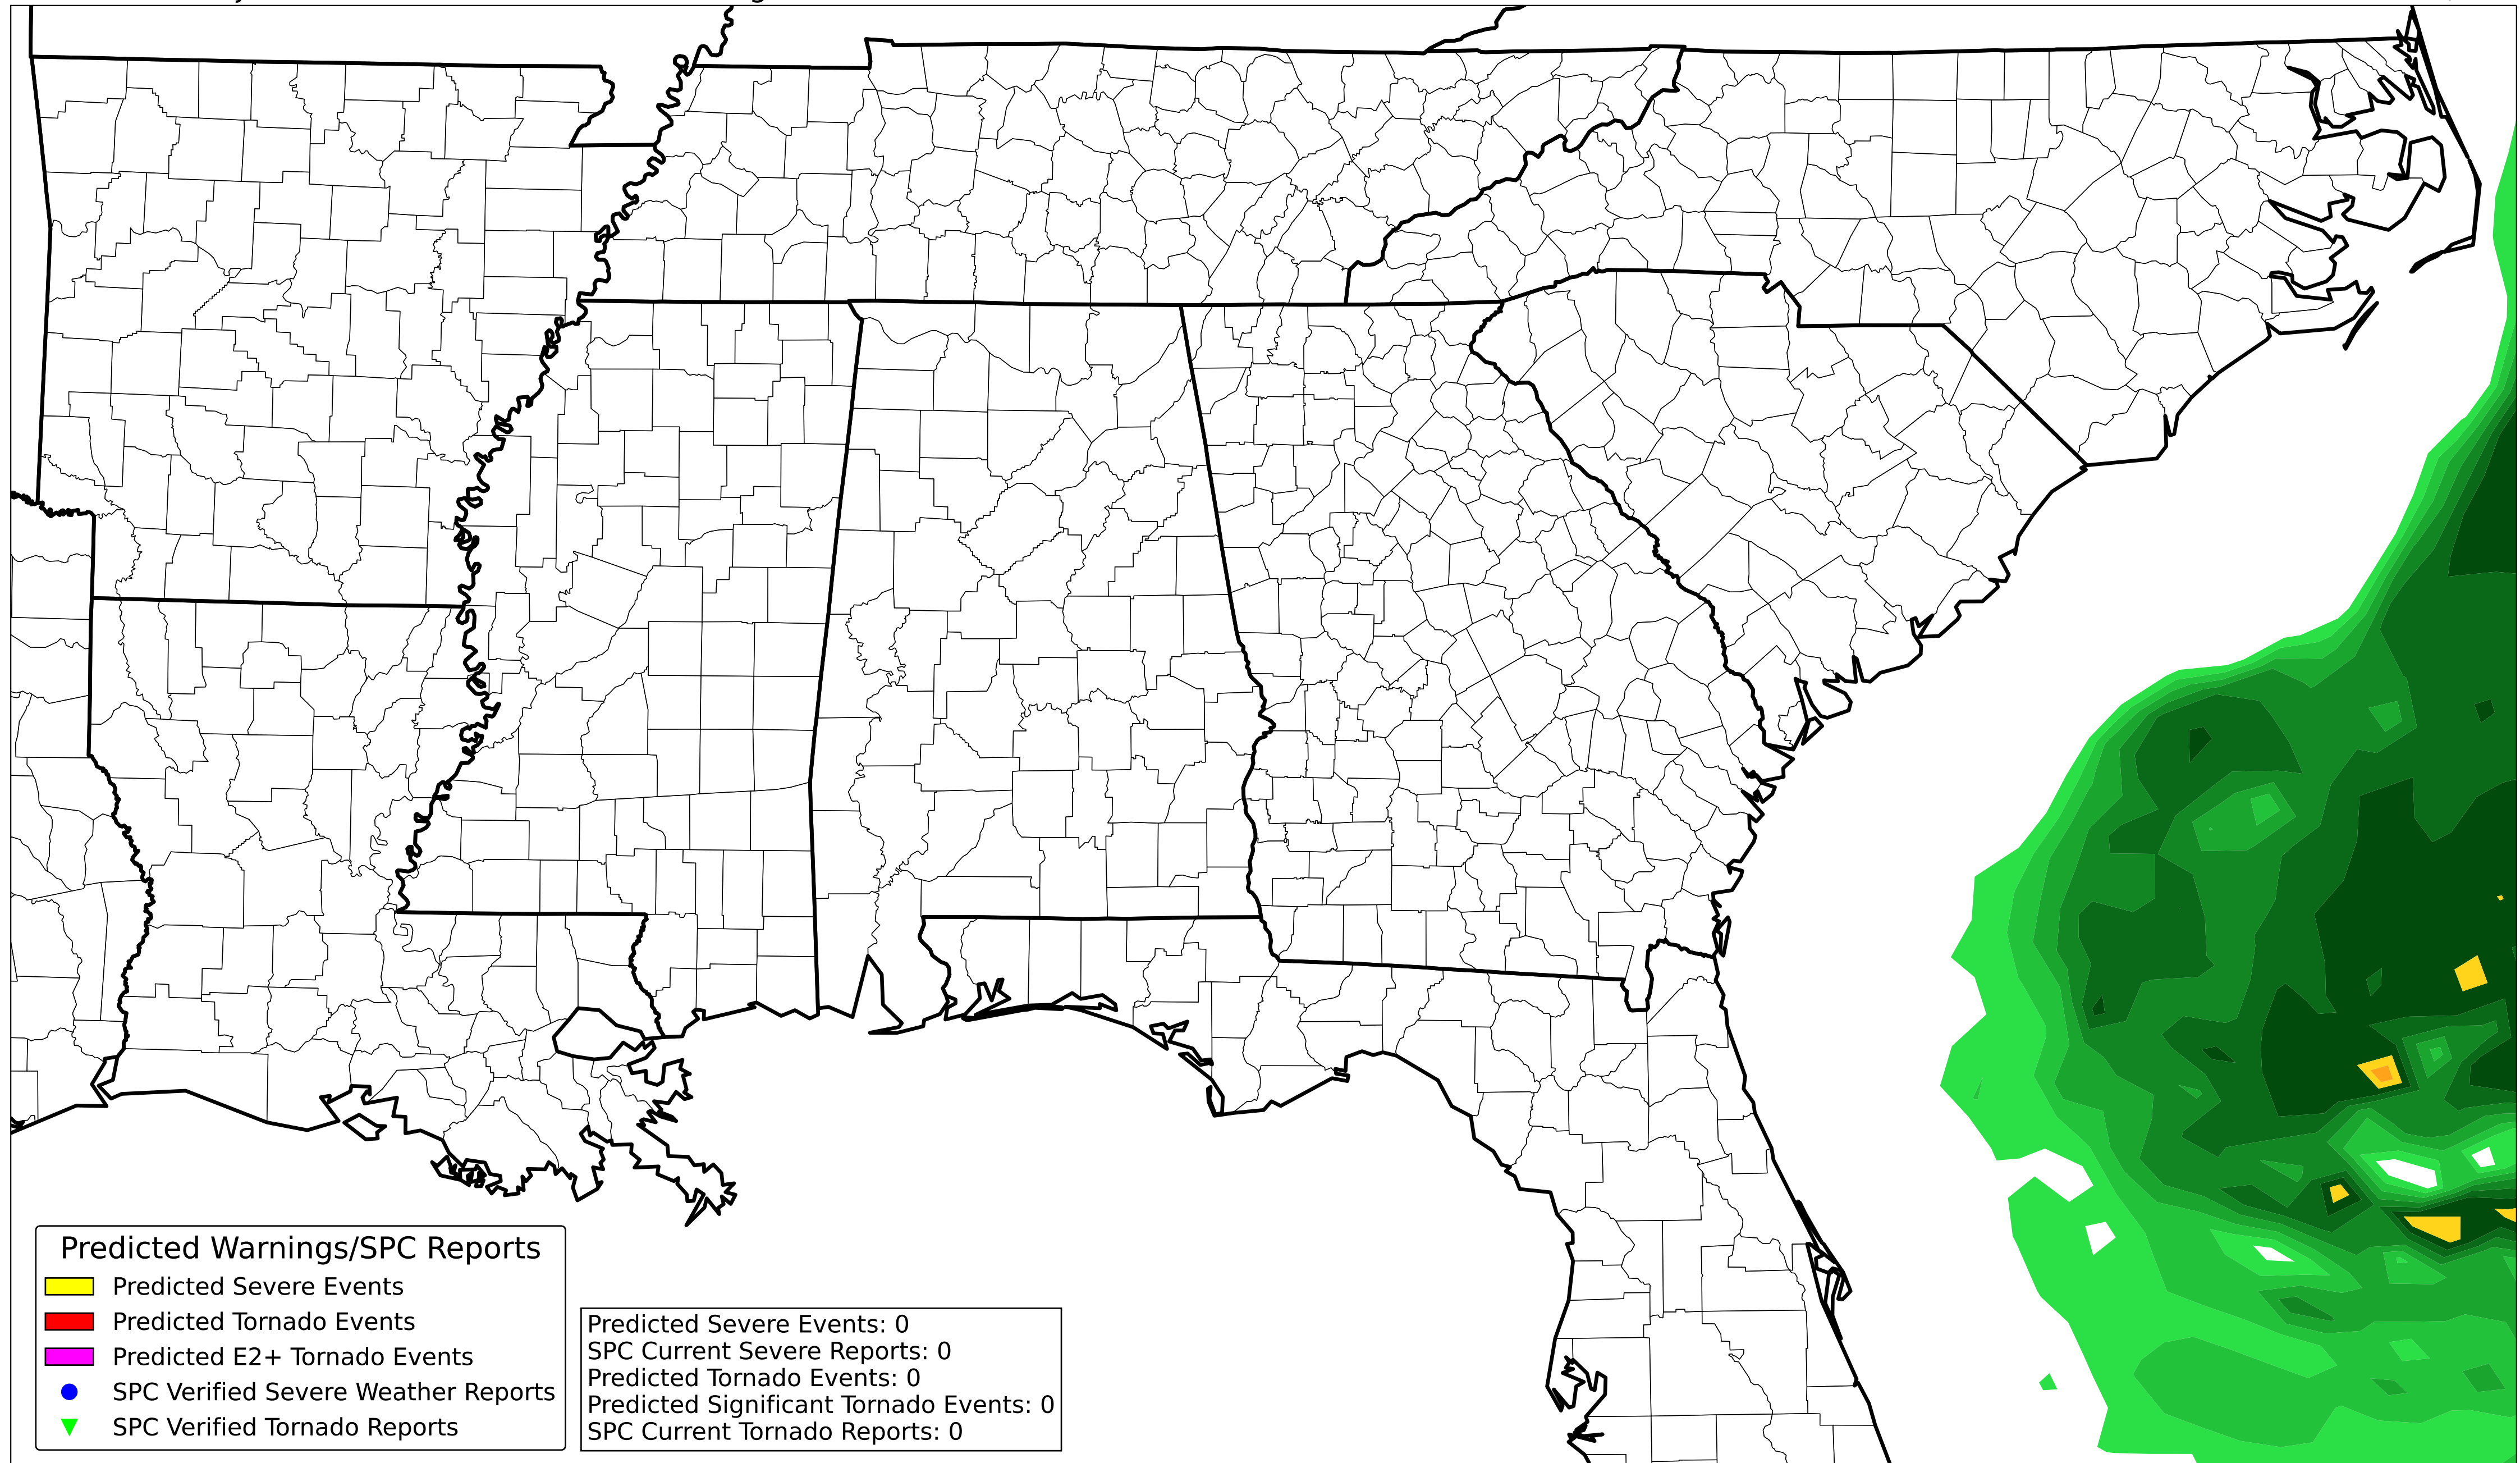 Predicted Warnings/SPC Reports
Predicted Severe Events
Predicted Tornado Events
Predicted E2+ Tornado Events
SPC Verified Severe Weather Reports
SPC Verified Tornado Reports
Predicted Severe Events: 0
SPC Current Severe Reports: 0
Predicted Tornado Events: 0
Predicted Significant Tornado Events: 0
SPC Current Tornado Reports: 0